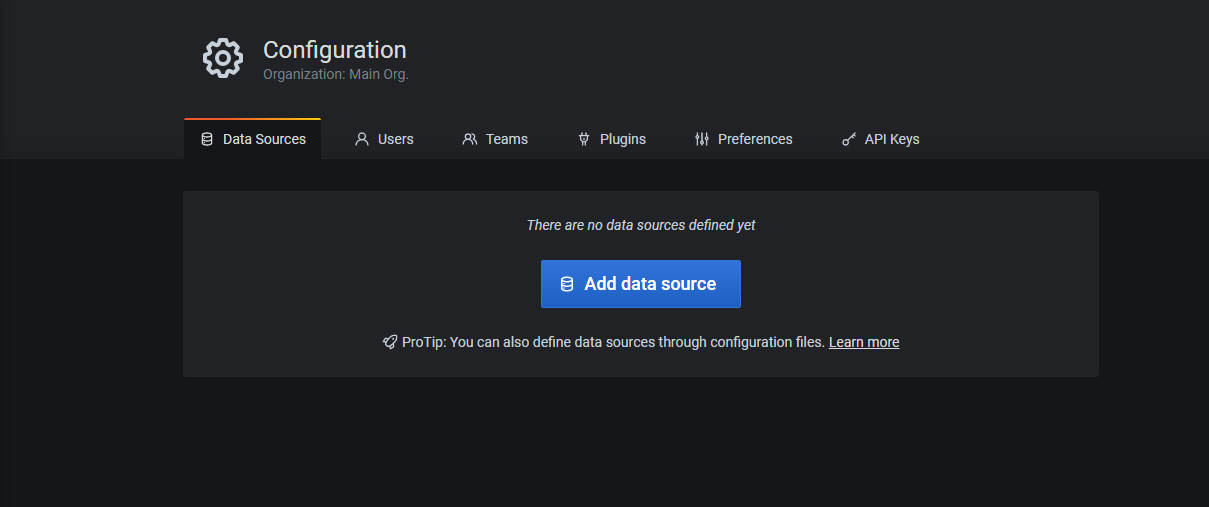 Configuration
Organization: Main Org.
Data Sources Users Teams Plugins Preferences API Keys
There are no data sources defined yet
Add data source
ProTip: You can also define data sources through configuration files. Learn more